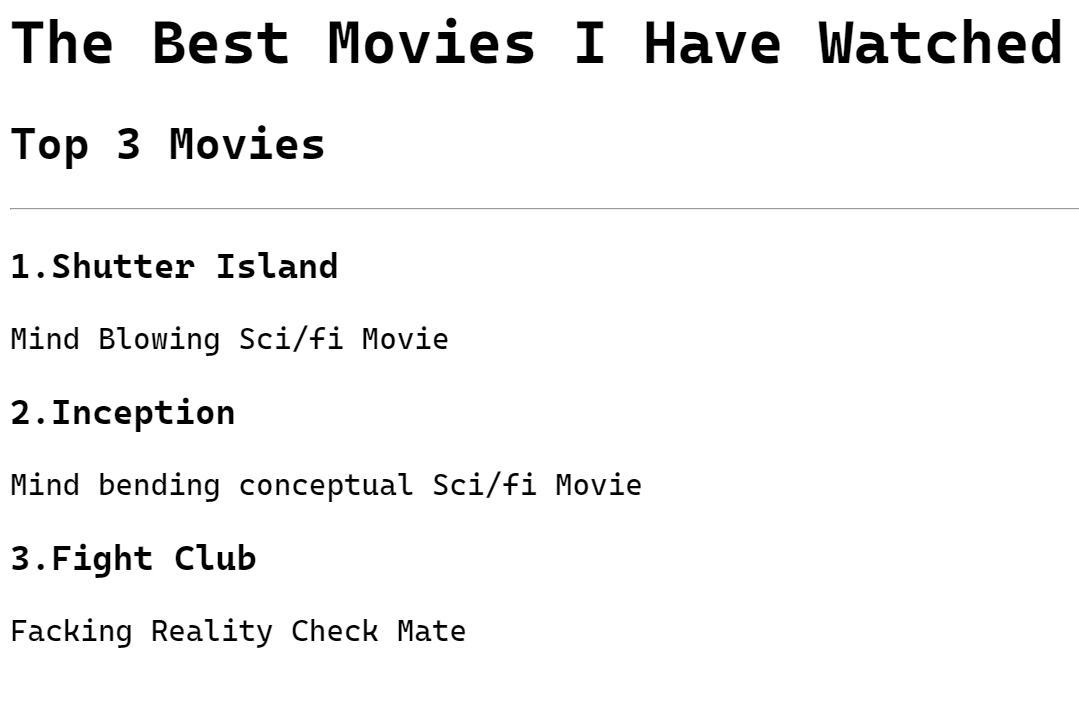 The Best Movies I Have Watched
Top 3 Movies
1.Shutter Island
Mind Blowing Sci/fi Movie
2.Inception
Mind bending conceptual Sci/fi Movie
3.Fight Club
Facking Reality Check Mate